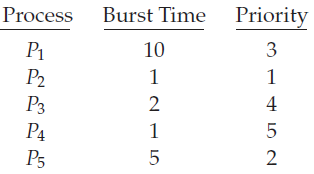 Process Burst Time Priority
P1 10 3
P2 1 1
P3 2 4
P4 1 5
P5 5 2